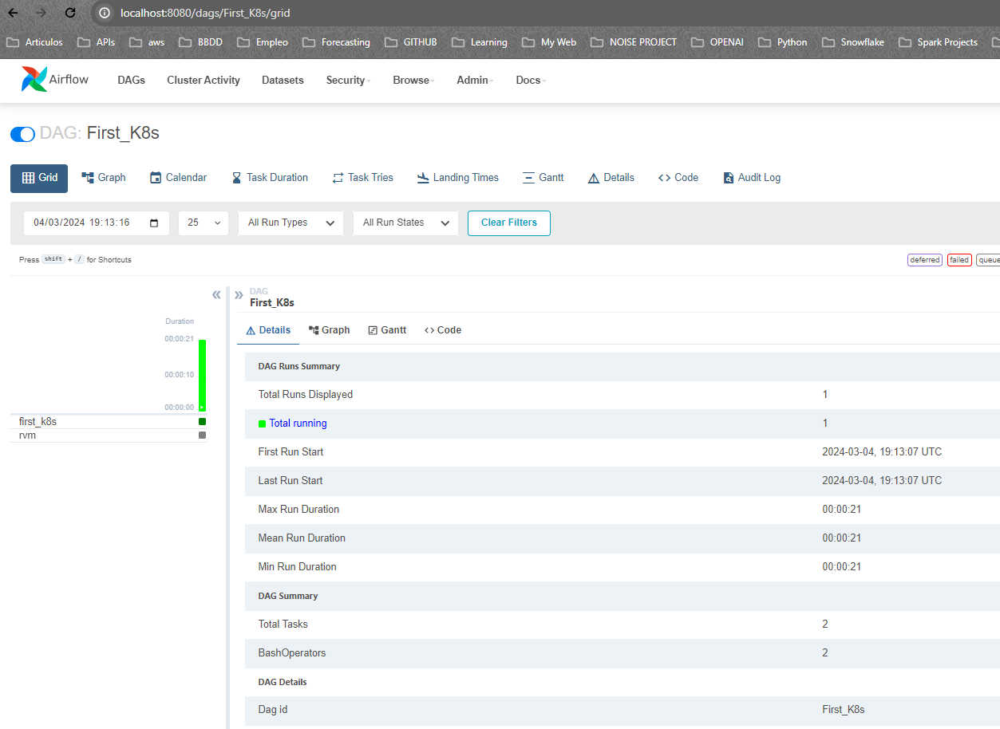 localhost:8080/dags/First_K8s/grid
Articulos APIs aws BBDD Empleo Forecasting GITHUB Learning My Web NOISE PROJECT OPENAI Python Snowflake Spark Projects
Airflow DAGs Cluster Activity Datasets Security Browse Admin Docs
DAG: First_K8s
Grid Graph Calendar Task Duration Task Tries Landing Times Gantt Details <> Code Audit Log
04/03/2024 19:13:16 25 All Run Types All Run States Clear Filters
Press shift + / for Shortcuts deferred failed queue
« » DAG
First_K8s
Duration
00:00:21
00:00:10
00:00:00
first_k8s
rvm
Details Graph Gantt <> Code
DAG Runs Summary
Total Runs Displayed 1
Total running 1
First Run Start 2024-03-04, 19:13:07 UTC
Last Run Start 2024-03-04, 19:13:07 UTC
Max Run Duration 00:00:21
Mean Run Duration 00:00:21
Min Run Duration 00:00:21
DAG Summary
Total Tasks 2
BashOperators 2
DAG Details
Dag id First_K8s